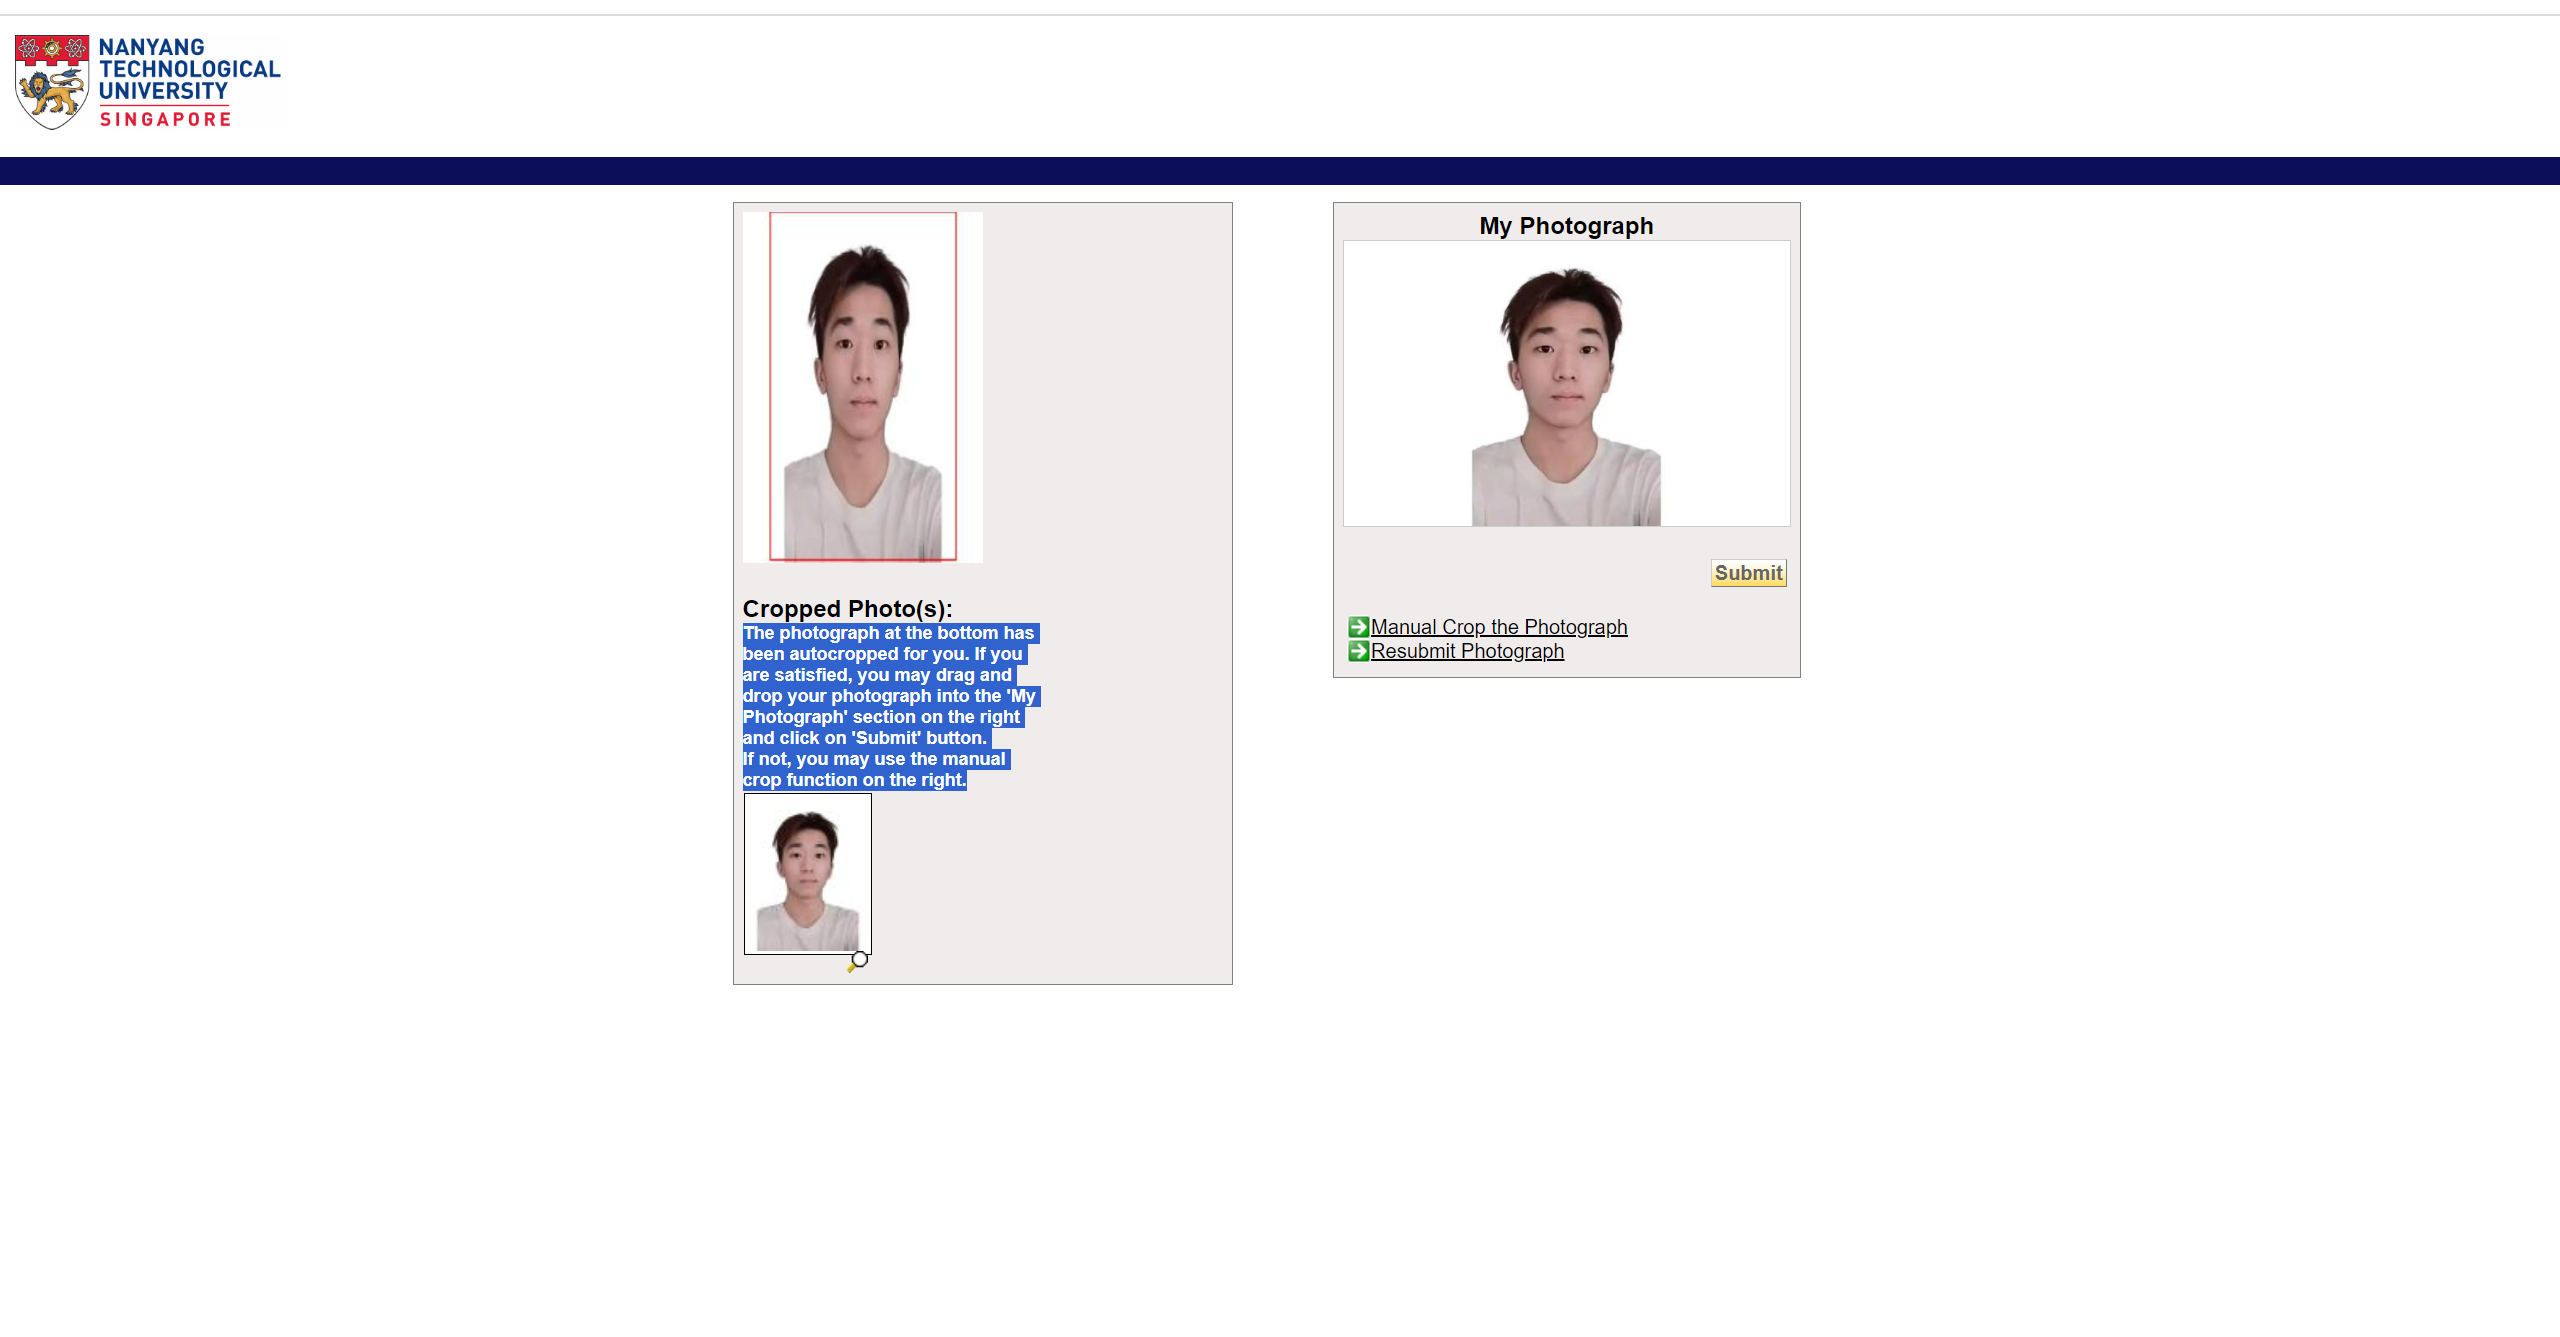 NANYANG
TECHNOLOGICAL
UNIVERSITY
SINGAPORE
Cropped Photo(s):
The photograph at the bottom has
been autocropped for you. If you
are satisfied, you may drag and
drop your photograph into the 'My
Photograph' section on the right
and click on 'Submit' button.
If not, you may use the manual
crop function on the right.
My Photograph
Submit
Manual Crop the Photograph
Resubmit Photograph